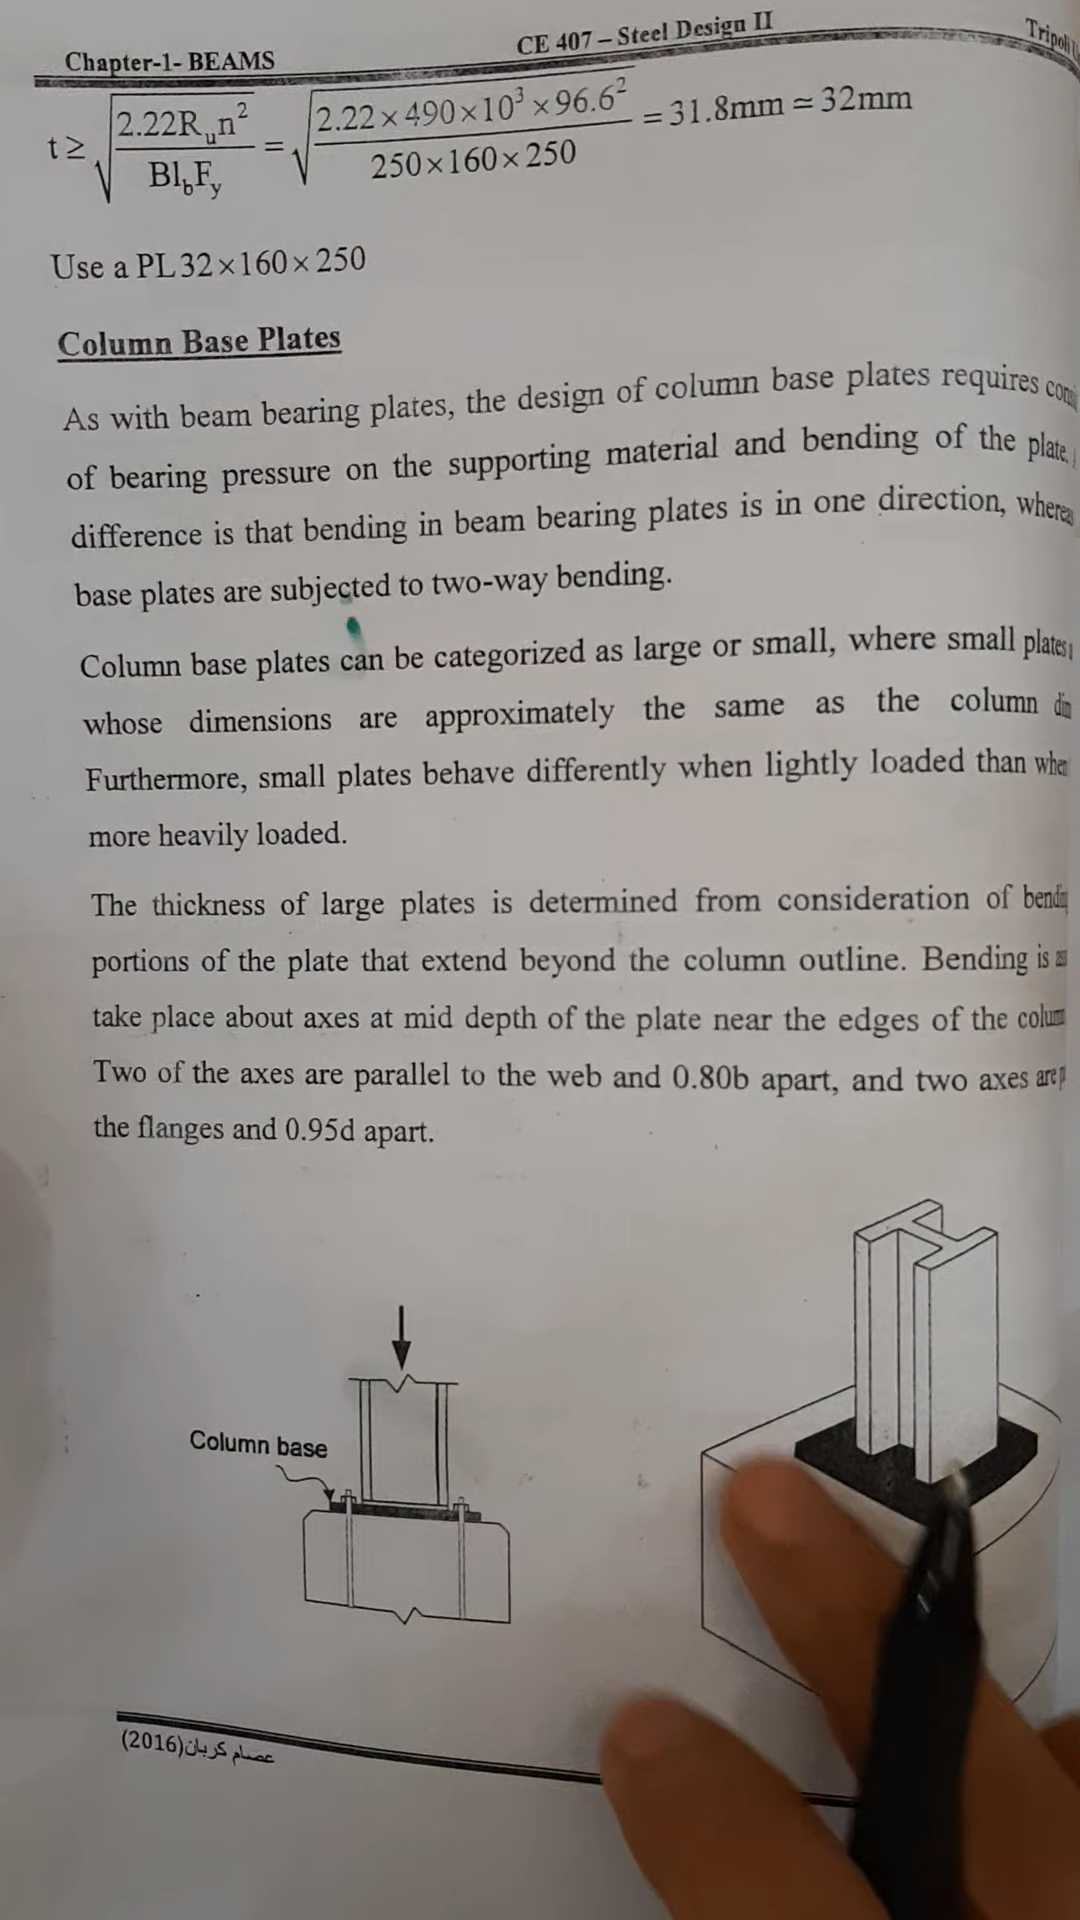 Chapter-1- BEAMS
CE 407 – Steel Design II
t ≥ √(2.22Rᵤn² / Bl_bF_y) = √(2.22×490×10³×96.6² / 250×160×250) = 31.8mm ≃ 32mm
Use a PL 32×160×250
Column Base Plates
As with beam bearing plates, the design of column base plates requires
of bearing pressure on the supporting material and bending of the plate.
difference is that bending in beam bearing plates is in one direction,
base plates are subjected to two-way bending.
Column base plates can be categorized as large or small, where small plates
whose dimensions are approximately the same as the column
Furthermore, small plates behave differently when lightly loaded than
more heavily loaded.
The thickness of large plates is determined from consideration of
portions of the plate that extend beyond the column outline. Bending is
take place about axes at mid depth of the plate near the edges of the
Two of the axes are parallel to the web and 0.80b apart, and two axes are
the flanges and 0.95d apart.
Column base
عصام كريان(2016)